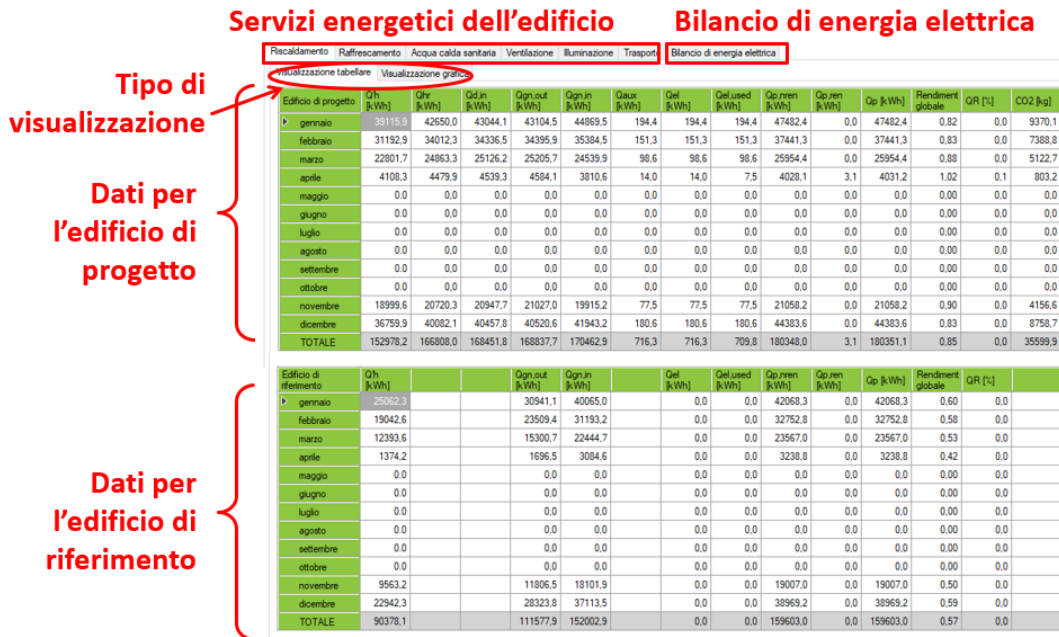 Servizi energetici dell'edificio Bilancio di energia elettrica
Riscaldamento Raffrescamento Acqua calda sanitaria Ventilazione Illuminazione Trasporto Bilancio di energia elettrica
Visualizzazione tabellare Visualizzazione grafica
Tipo di
visualizzazione
Edificio di progetto Q'h [kWh] Qhr [kWh] Qd,in [kWh] Qgn,out [kWh] Qgn,in [kWh] Qaux [kWh] Qel [kWh] Qel,used [kWh] Qp,nren [kWh] Qp,ren [kWh] Qp [kWh] Rendiment globale QR [%] CO2 [kg]
gennaio 39115,9 42650,0 43044,1 43104,5 44869,5 194,4 194,4 194,4 47482,4 0,0 47482,4 0,82 0,0 9370,1
febbraio 31192,9 34012,3 34336,5 34395,9 35384,5 151,3 151,3 151,3 37441,3 0,0 37441,3 0,83 0,0 7388,8
marzo 22801,7 24863,3 25126,2 25205,7 24539,9 98,6 98,6 98,6 25954,4 0,0 25954,4 0,88 0,0 5122,7
aprile 4108,3 4479,9 4539,3 4584,1 3810,6 14,0 14,0 7,5 4028,1 3,1 4031,2 1,02 0,1 803,2
maggio 0,0 0,0 0,0 0,0 0,0 0,0 0,0 0,0 0,0 0,0 0,0 0,00 0,0 0,0
giugno 0,0 0,0 0,0 0,0 0,0 0,0 0,0 0,0 0,0 0,0 0,0 0,00 0,0 0,0
luglio 0,0 0,0 0,0 0,0 0,0 0,0 0,0 0,0 0,0 0,0 0,0 0,00 0,0 0,0
agosto 0,0 0,0 0,0 0,0 0,0 0,0 0,0 0,0 0,0 0,0 0,0 0,00 0,0 0,0
settembre 0,0 0,0 0,0 0,0 0,0 0,0 0,0 0,0 0,0 0,0 0,0 0,00 0,0 0,0
ottobre 0,0 0,0 0,0 0,0 0,0 0,0 0,0 0,0 0,0 0,0 0,0 0,00 0,0 0,0
novembre 18999,6 20720,3 20947,7 21027,0 19915,2 77,5 77,5 77,5 21058,2 0,0 21058,2 0,90 0,0 4156,6
dicembre 36759,9 40082,1 40457,8 40520,6 41943,2 180,6 180,6 180,6 44383,6 0,0 44383,6 0,83 0,0 8758,7
TOTALE 152978,2 166808,0 168451,8 168837,7 170462,9 716,3 716,3 709,8 180348,0 3,1 180351,1 0,85 0,0 35599,9
Dati per
l'edificio di
progetto
Edificio di riferimento Q'h [kWh] Qgn,out [kWh] Qgn,in [kWh] Qel [kWh] Qel,used [kWh] Qp,nren [kWh] Qp,ren [kWh] Qp [kWh] Rendiment globale QR [%]
gennaio 25062,3 30941,1 40065,0 0,0 0,0 42068,3 0,0 42068,3 0,60 0,0
febbraio 19042,6 23509,4 31193,2 0,0 0,0 32752,8 0,0 32752,8 0,58 0,0
marzo 12393,6 15300,7 22444,7 0,0 0,0 23567,0 0,0 23567,0 0,53 0,0
aprile 1374,2 1696,5 3084,6 0,0 0,0 3238,8 0,0 3238,8 0,42 0,0
maggio 0,0 0,0 0,0 0,0 0,0 0,0 0,0 0,0 0,00 0,0
giugno 0,0 0,0 0,0 0,0 0,0 0,0 0,0 0,0 0,00 0,0
luglio 0,0 0,0 0,0 0,0 0,0 0,0 0,0 0,0 0,00 0,0
agosto 0,0 0,0 0,0 0,0 0,0 0,0 0,0 0,0 0,00 0,0
settembre 0,0 0,0 0,0 0,0 0,0 0,0 0,0 0,0 0,00 0,0
ottobre 0,0 0,0 0,0 0,0 0,0 0,0 0,0 0,0 0,00 0,0
novembre 9563,2 11806,5 18101,9 0,0 0,0 19007,0 0,0 19007,0 0,50 0,0
dicembre 22942,3 28323,8 37113,5 0,0 0,0 38969,2 0,0 38969,2 0,59 0,0
TOTALE 90378,1 111577,9 152002,9 0,0 0,0 159603,0 0,0 159603,0 0,57 0,0
Dati per
l'edificio di
riferimento